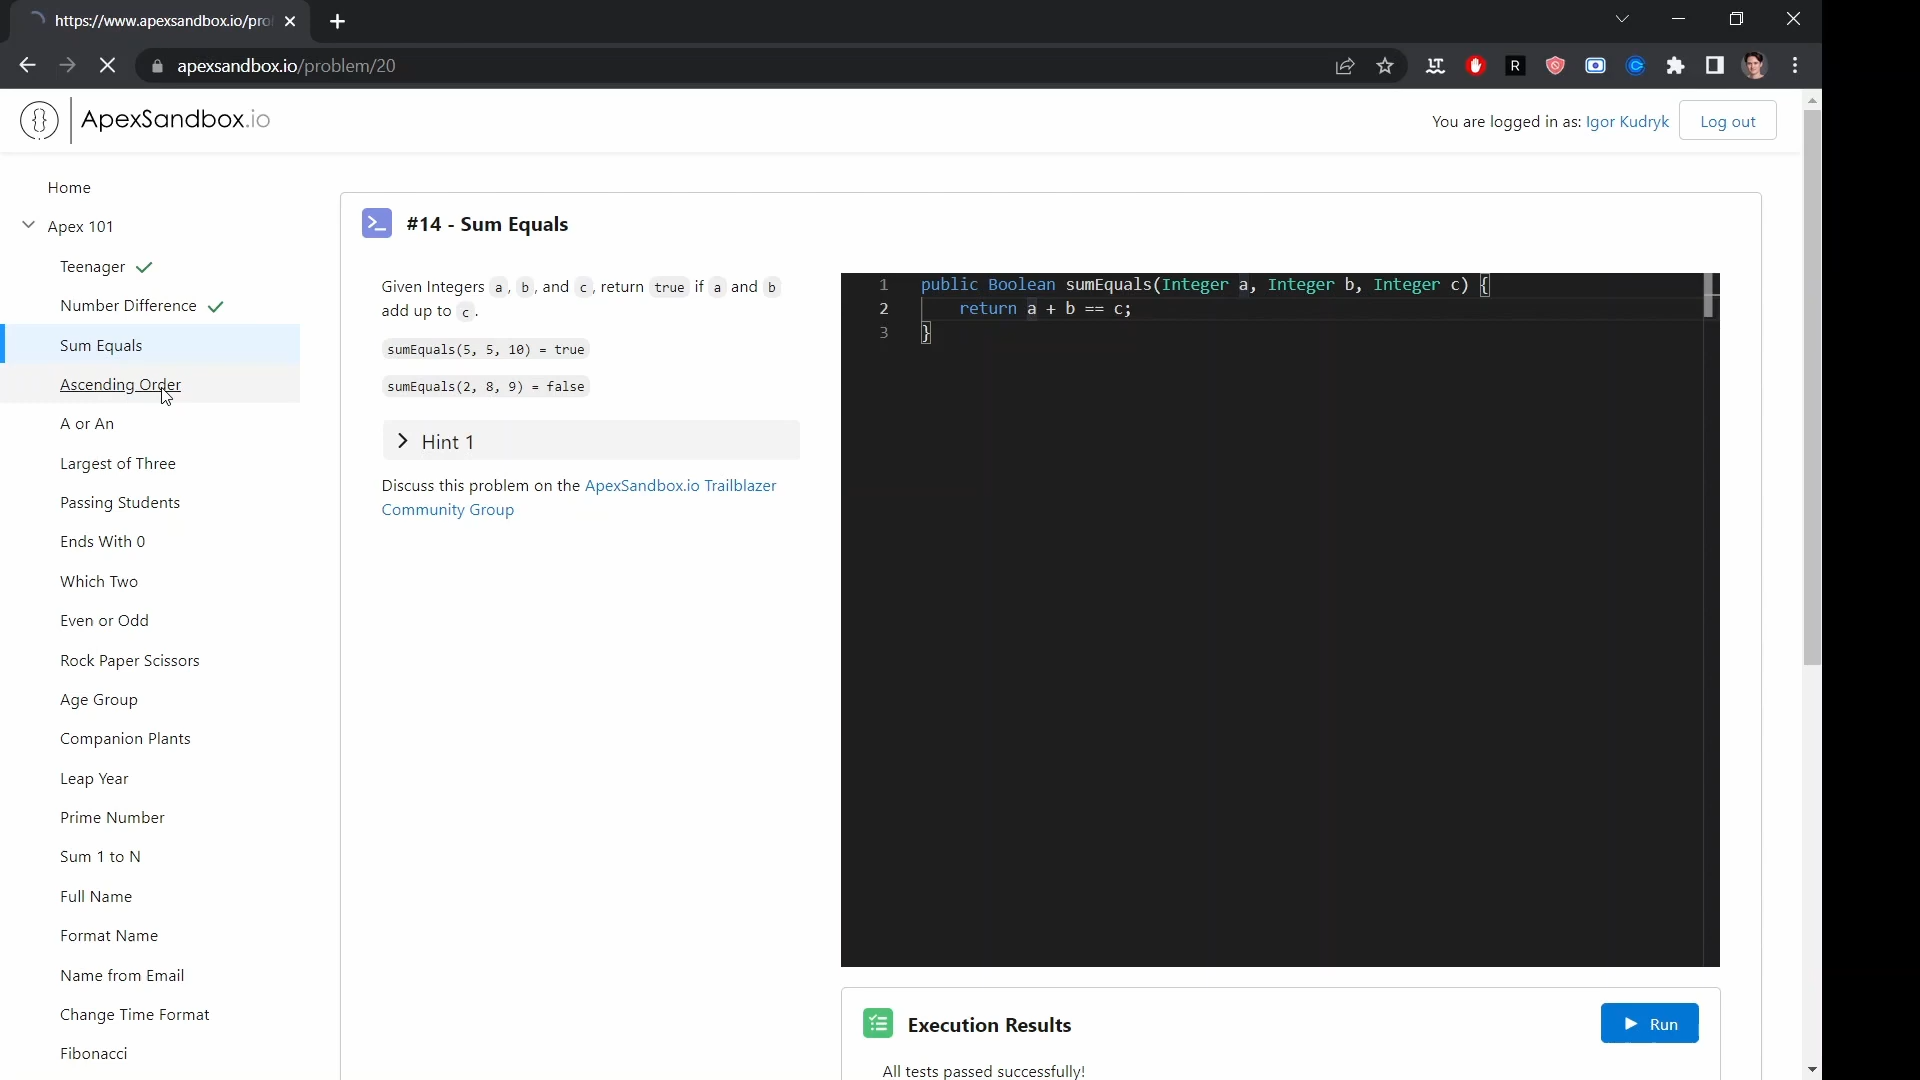 https://www.apexsandbox.io/pro
apexsandbox.io/problem/20
ApexSandbox.io
You are logged in as: Igor Kudryk
Log out
Home
Apex 101
Teenager
Number Difference
Sum Equals
Ascending Order
A or An
Largest of Three
Passing Students
Ends With 0
Which Two
Even or Odd
Rock Paper Scissors
Age Group
Companion Plants
Leap Year
Prime Number
Sum 1 to N
Full Name
Format Name
Name from Email
Change Time Format
Fibonacci
#14 - Sum Equals
Given Integers a, b, and c, return true if a and b
add up to c.
sumEquals(5, 5, 10) = true
sumEquals(2, 8, 9) = false
Hint 1
Discuss this problem on the ApexSandbox.io Trailblazer
Community Group
1 public Boolean sumEquals(Integer a, Integer b, Integer c) {
2 return a + b == c;
3 }
Execution Results
Run
All tests passed successfully!